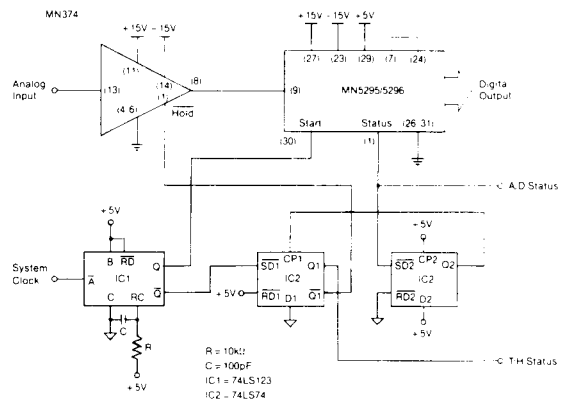 MN374
+15V -15V
+15V -15V +5V
(13)
(8)
(14)
(27) (23) (29) (7) (24)
Analog
Input
(9)
MN5295/5296
Digital
Output
(4,6)
Hold
Start
Status
(26,31)
(30)
(1)
A/D Status
+5V
+5V
B RD Q
CP1
CP2
System
Clock
A
IC1
SD1 Q1
IC2
SD2 Q2
IC2
C RC Q
+5V
RD1 D1 Q1
RD2
D2
C
R
+5V
T/H Status
+5V
R = 10kΩ
C = 100pF
IC1 = 74LS123
IC2 = 74LS74